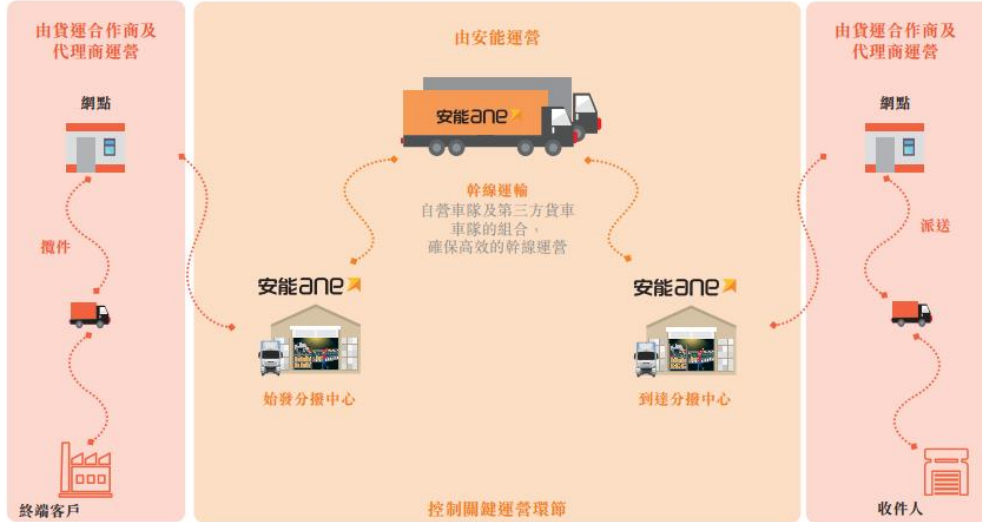 由貨運合作商及
代理商運營
網點
攬件
終端客戶
由安能運營
安能ane
幹線運輸
自營車隊及第三方貨車
車隊的組合，
確保高效的幹線運營
安能ane
始發分撥中心
安能ane
到達分撥中心
控制關鍵運營環節
由貨運合作商及
代理商運營
網點
派送
收件人